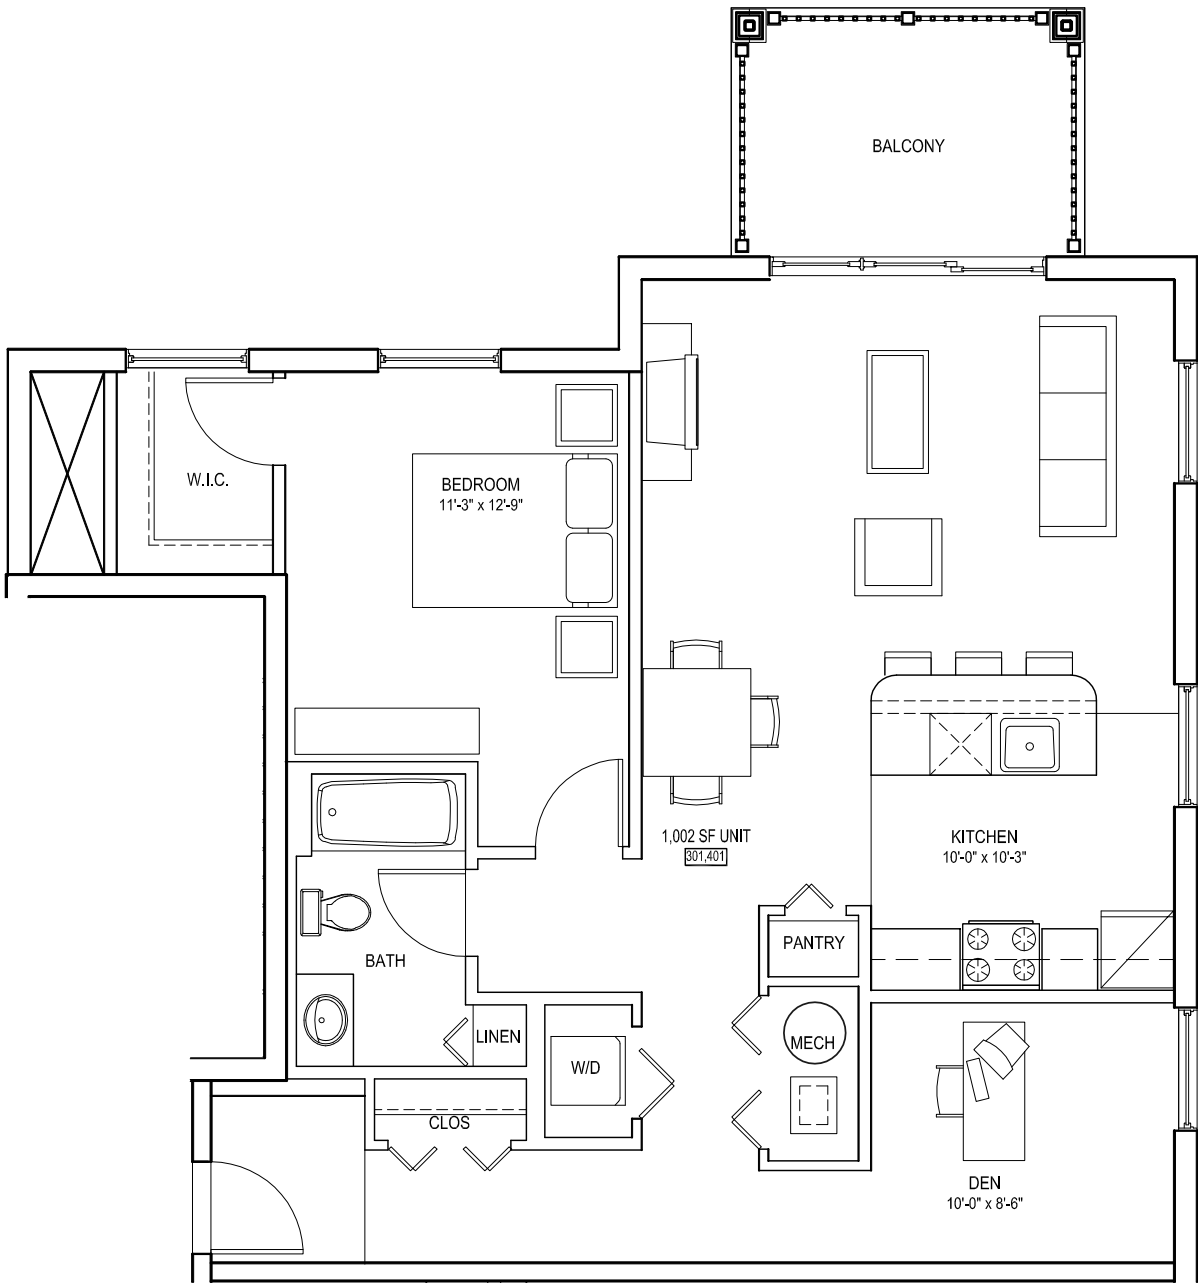 BALCONY
W.I.C.
BEDROOM
11'-3" x 12'-9"
1,002 SF UNIT
301,401
KITCHEN
10'-0" x 10'-3"
PANTRY
BATH
LINEN
W/D
MECH
CLOS
DEN
10'-0" x 8'-6"